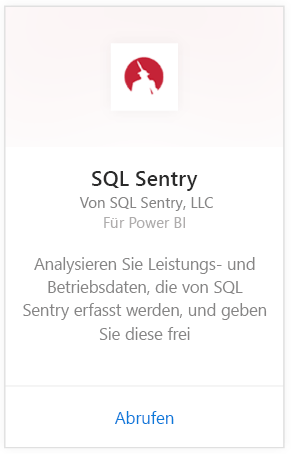 SQL Sentry
Von SQL Sentry, LLC
Für Power BI
Analysieren Sie Leistungs- und
Betriebsdaten, die von SQL
Sentry erfasst werden, und geben
Sie diese frei
Abrufen